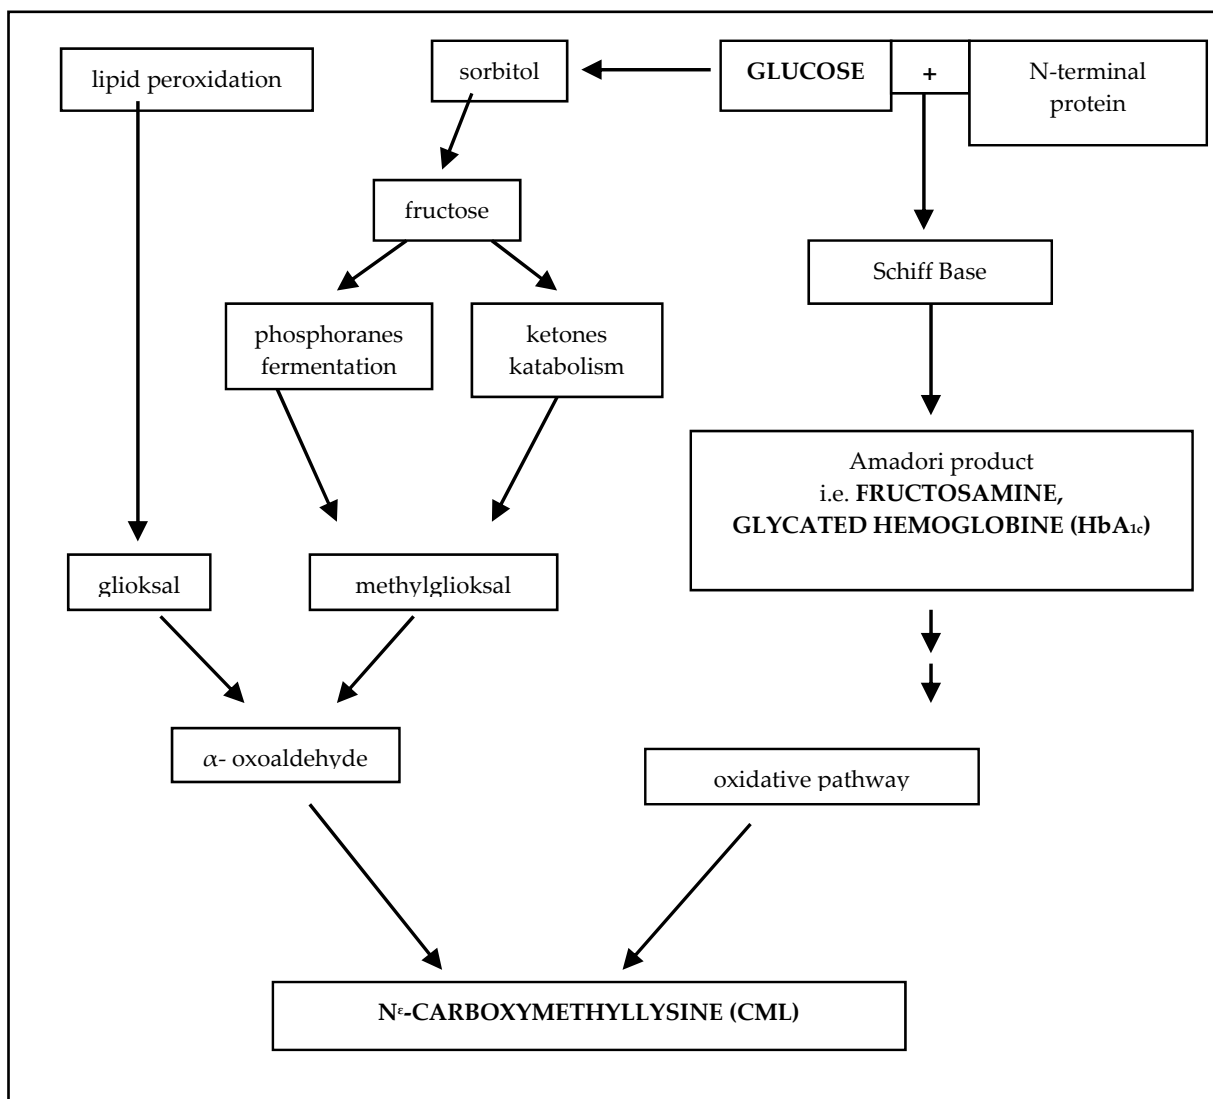 lipid peroxidation
sorbitol
GLUCOSE
+
N-terminal
protein
fructose
Schiff Base
phosphoranes
fermentation
ketones
katabolism
Amadori product
i.e. FRUCTOSAMINE,
GLYCATED HEMOGLOBINE (HbA1c)
glioksal
methylglioksal
α- oxoaldehyde
oxidative pathway
Nε-CARBOXYMETHYLLYSINE (CML)